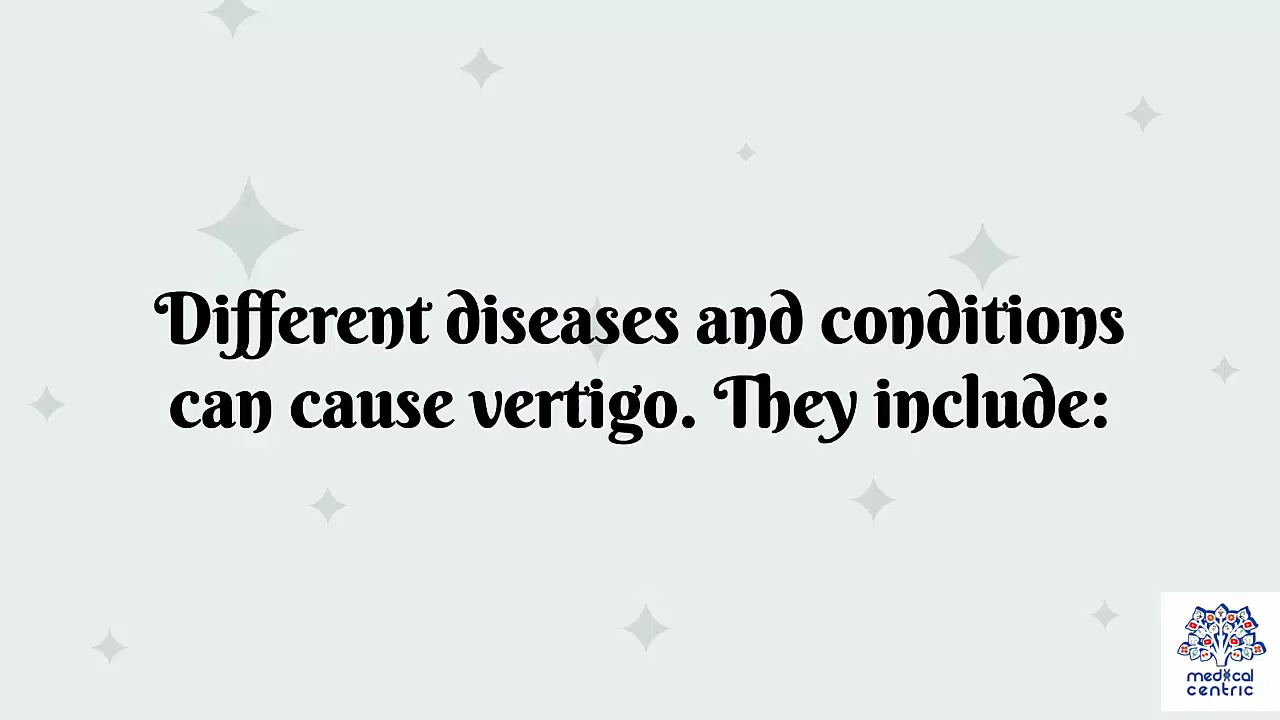 Different diseases and conditions
can cause vertigo. They include:
medical
centric